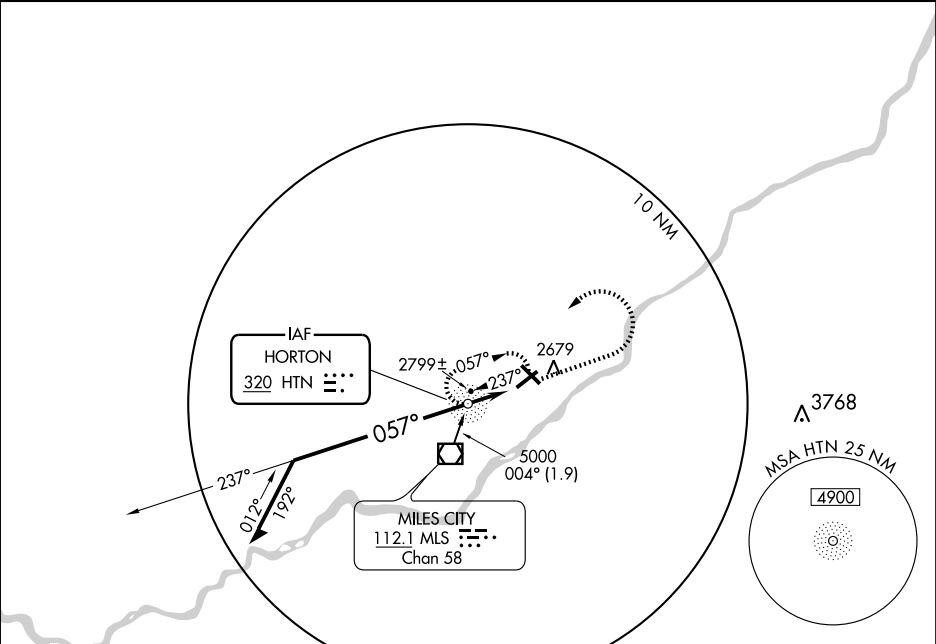 10 NM
IAF
HORTON
320 HTN
2799±
057°
2679
237°
057°
3768
MSA HTN 25 NM
4900
5000
004° (1.9)
237°
012°
192°
MILES CITY
112.1 MLS
Chan 58